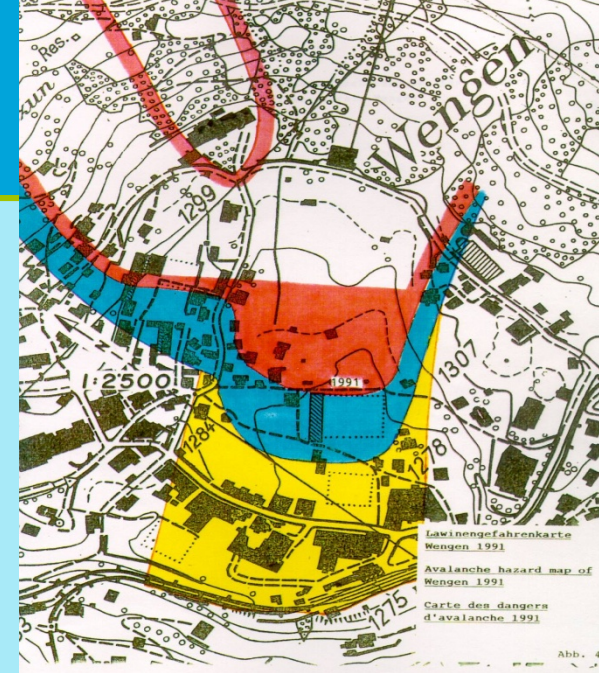 Res.
Wengen
1299
1:2500
1991
1307
1284
1278
Lawinengefahrenkarte
Wengen 1991
Avalanche hazard map of
Wengen 1991
Carte des dangers
d'avalanche 1991
1275
Abb. 4